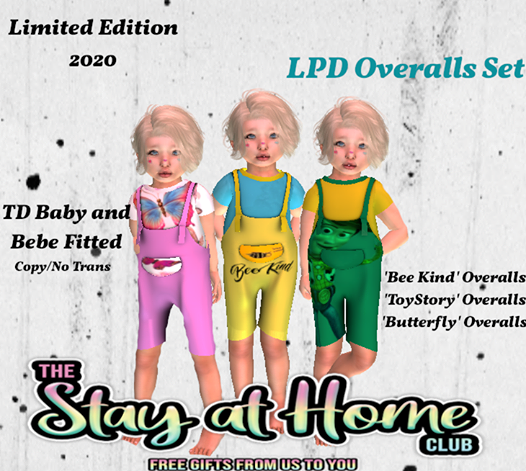 Limited Edition
2020
LPD Overalls Set
TD Baby and
Bebe Fitted
Copy/No Trans
Bee Kind
'Bee Kind' Overalls
'ToyStory' Overalls
'Butterfly' Overalls
THE
Stay at Home
CLUB
FREE GIFTS FROM US TO YOU